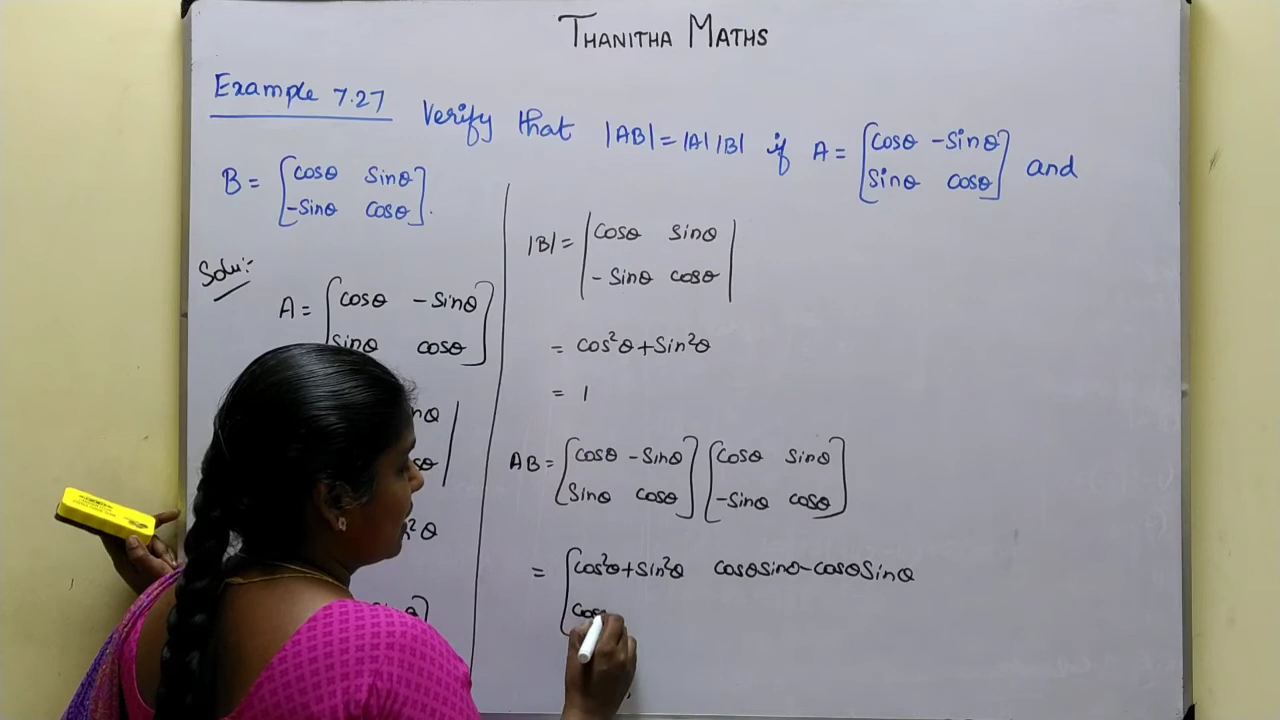 THANITHA MATHS
Example 7.27 Verify that |AB| = |A| |B| if A = [cosθ -sinθ
sinθ cosθ] and
B = [cosθ sinθ
-sinθ cosθ].
Solu:-
A = [cosθ -sinθ
sinθ cosθ]
|B| = |cosθ sinθ
-sinθ cosθ|
= cos²θ+sin²θ
= 1
AB = [cosθ -sinθ] [cosθ sinθ]
[sinθ cosθ] [-sinθ cosθ]
= [cos²θ+sin²θ cosθsinθ-cosθsinθ
cos